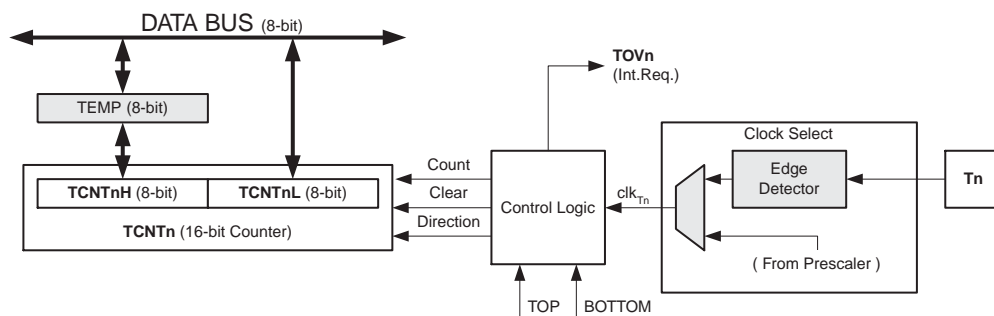 DATA BUS (8-bit)
TOVn
(Int.Req.)
TEMP (8-bit)
Clock Select
Count
Edge
Detector
Tn
TCNTnH (8-bit) TCNTnL (8-bit)
Clear
Control Logic
clkTn
Direction
TCNTn (16-bit Counter)
( From Prescaler )
TOP
BOTTOM